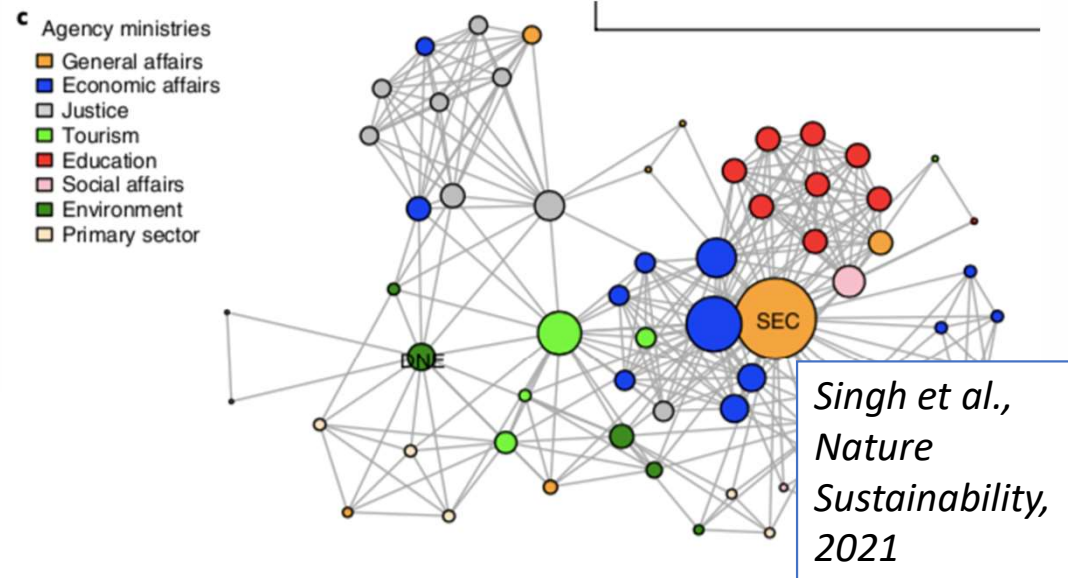 c
Agency ministries
General affairs
Economic affairs
Justice
Tourism
Education
Social affairs
Environment
Primary sector
SEC
DNE
Singh et al.,
Nature
Sustainability,
2021